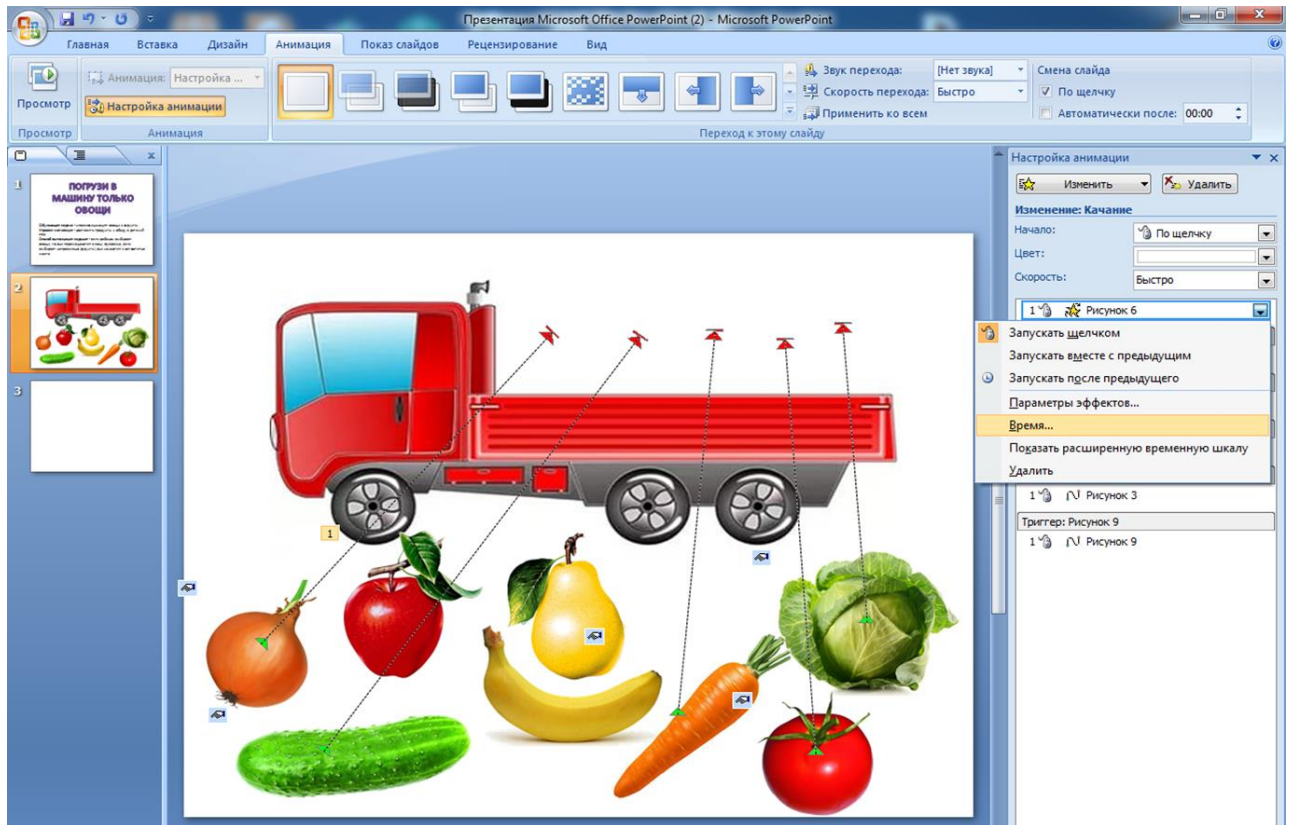 Презентация Microsoft Office PowerPoint (2) - Microsoft PowerPoint
Главная Вставка Дизайн Анимация Показ слайдов Рецензирование Вид
Просмотр
Анимация: Настройка ...
Настройка анимации
Звук перехода: [Нет звука]
Скорость перехода: Быстро
Применить ко всем
Смена слайда
По щелчку
Автоматически после: 00:00
Просмотр Анимация Переход к этому слайду
1
ПОГРУЗИ В
МАШИНУ ТОЛЬКО
ОВОЩИ
2
3
1
Настройка анимации
Изменить Удалить
Изменение: Качание
Начало: По щелчку
Цвет:
Скорость: Быстро
1 Рисунок 6
Запускать щелчком
Запускать вместе с предыдущим
Запускать после предыдущего
Параметры эффектов...
Время...
Показать расширенную временную шкалу
Удалить
1 Рисунок 3
Триггер: Рисунок 9
1 Рисунок 9